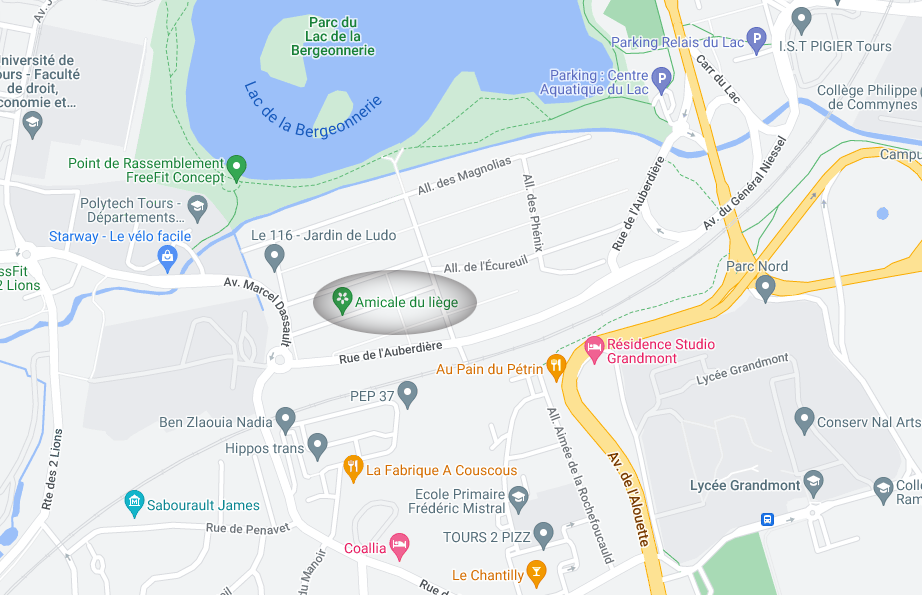 Parc du
Lac de la
Bergeonnerie
Parking Relais du Lac
I.S.T PIGIER Tours
Université de
ours - Faculté
de droit,
conomie et...
Lac de la Bergeonnerie
Parking : Centre
Aquatique du Lac
Carr du Lac
Collège Philippe
de Commynes
Point de Rassemblement
FreeFit Concept
All. des Magnolias
Campu
Polytech Tours -
Départements...
All. des Phénix
Rue de l'Auberdière
Av. du Général Niessel
Starway - Le vélo facile
Le 116 - Jardin de Ludo
ossFit
2 Lions
Av. Marcel Dassault
All. de l'Écureuil
Parc Nord
Amicale du liège
Rue de l'Auberdière
Résidence Studio
Grandmont
Au Pain du Pétrin
Lycée Grandmont
PEP 37
Ben Zlaouia Nadia
Conserv Nal Arts
Hippos trans
All. Aimée de la Rochefoucauld
Av. de l'Alouette
Rte des 2 Lions
La Fabrique A Couscous
Lycée Grandmont
Ecole Primaire
Frédéric Mistral
Sabourault James
Rue de Penavet
TOURS 2 PIZZ
Coallia
Le Chantilly
du Manoir
Rue d